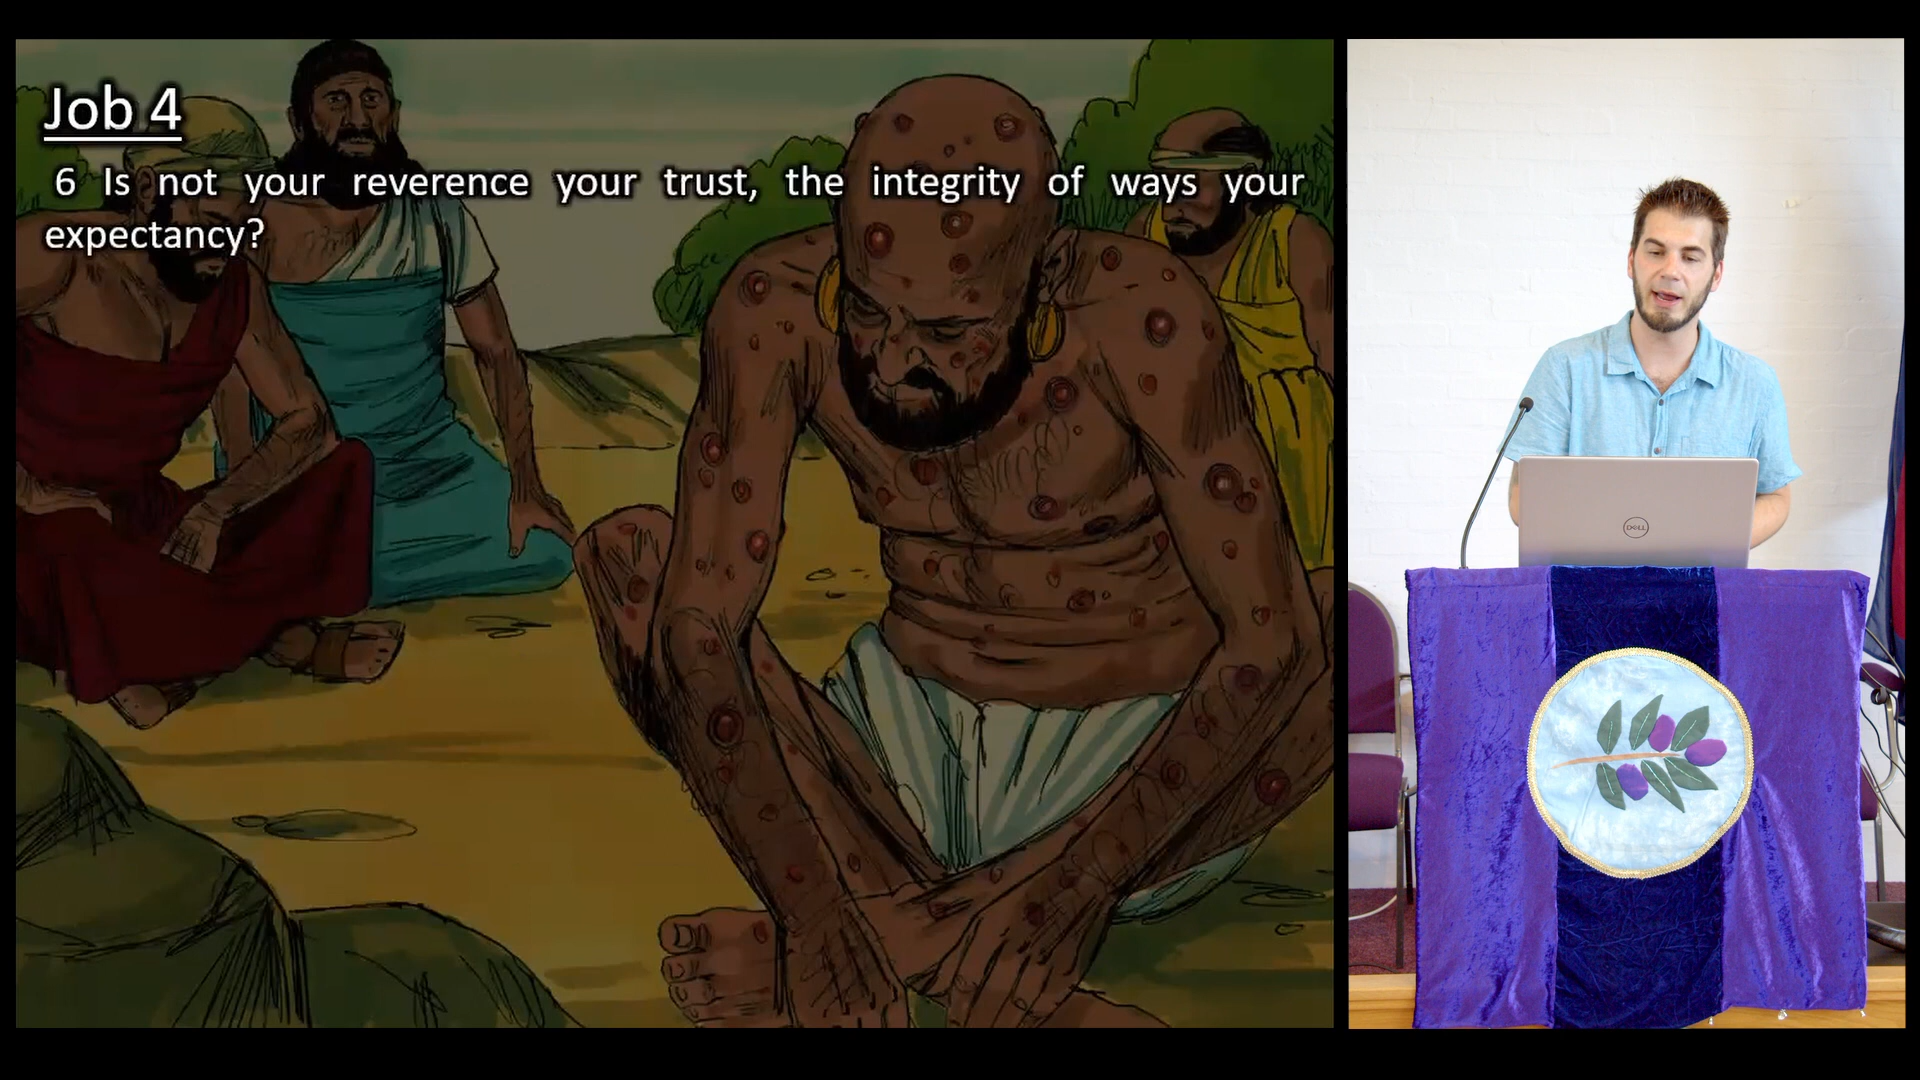 Job 4
6 Is not your reverence your trust, the integrity of ways your
expectancy?
DELL